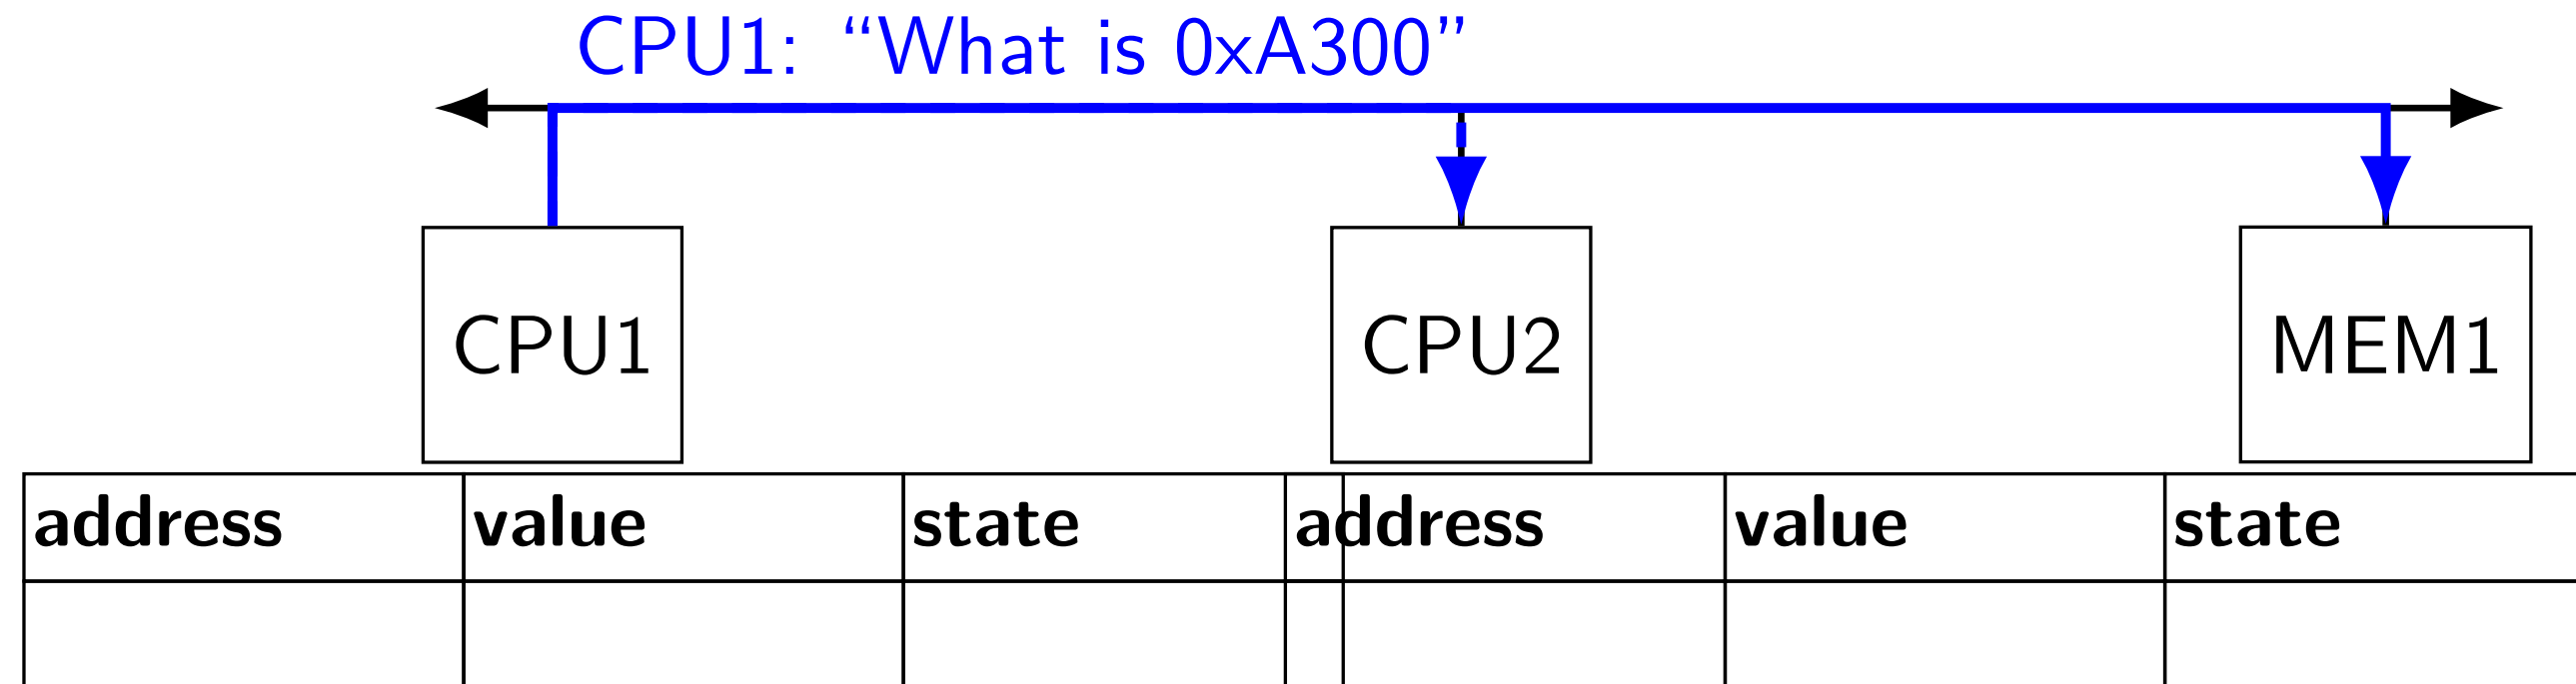 CPU1: “What is 0xA300”
CPU1 CPU2 MEM1
address value state address value state